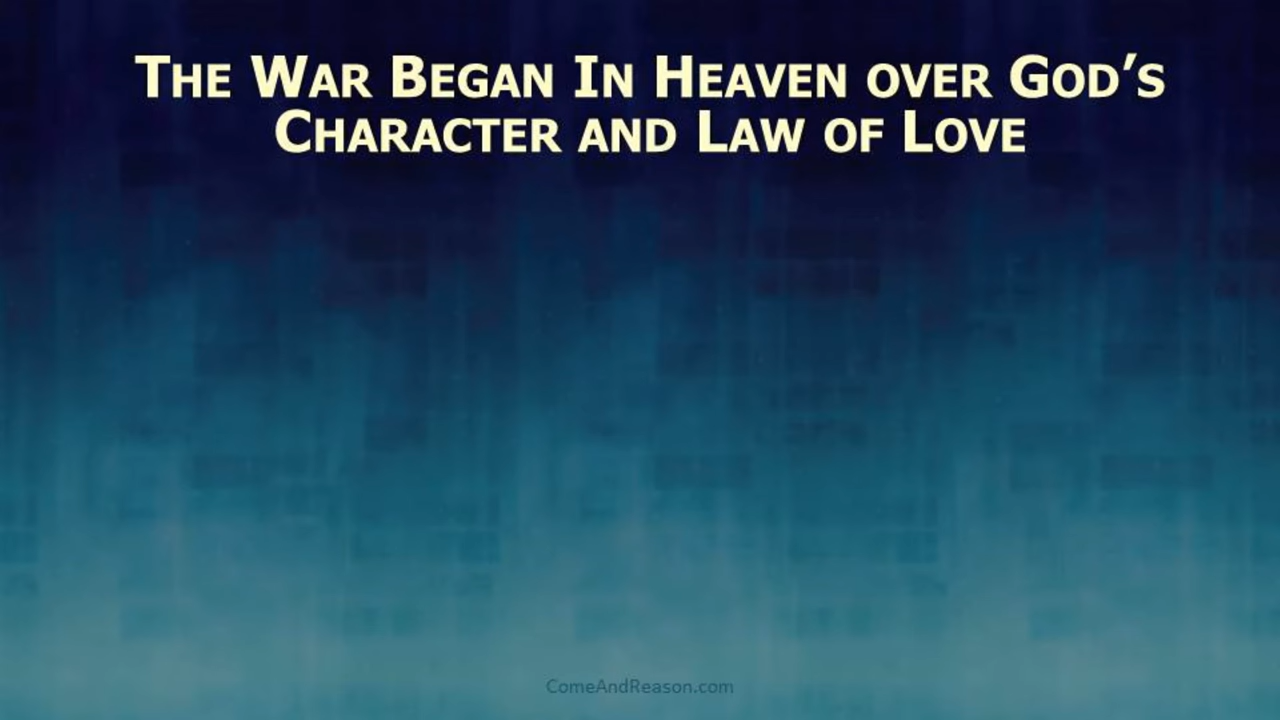 The War Began In Heaven over God’s
Character and Law of Love
ComeAndReason.com